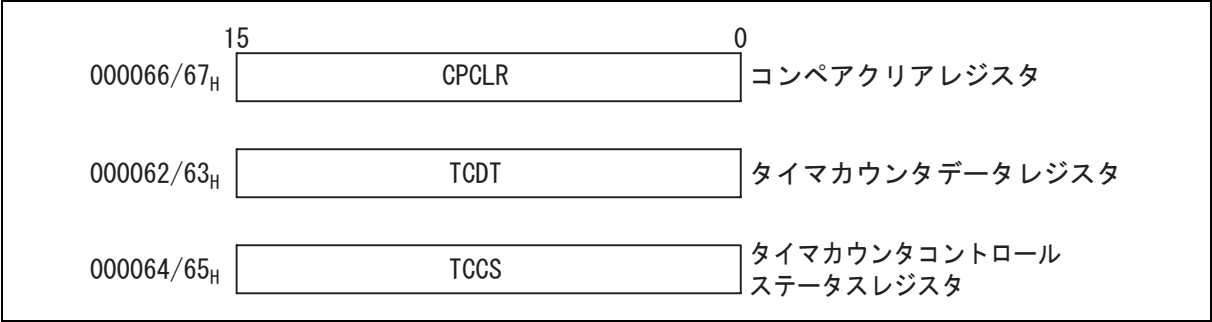 15 0
000066/67H CPCLR コンペアクリアレジスタ
000062/63H TCDT タイマカウンタデータレジスタ
000064/65H TCCS タイマカウンタコントロール
ステータスレジスタ